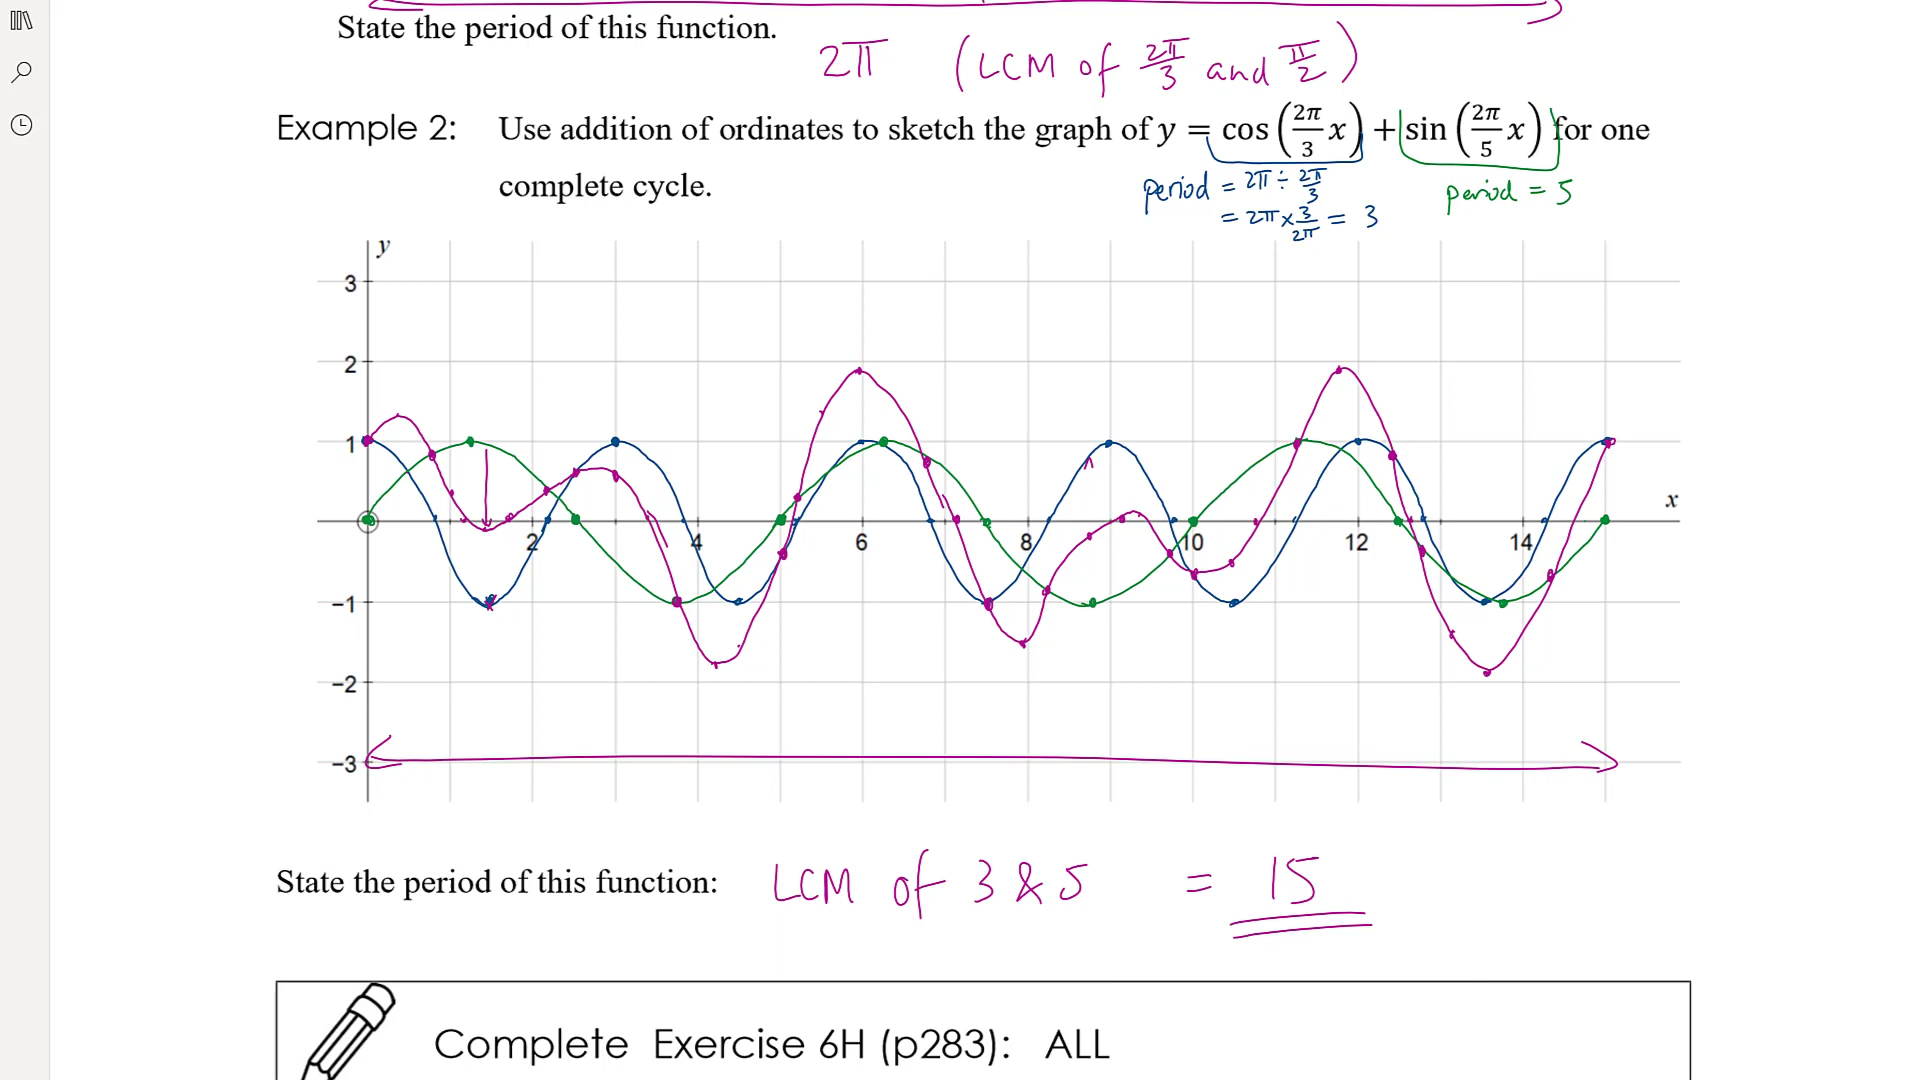 State the period of this function.
2π (LCM of 2π/3 and π/2)
Example 2: Use addition of ordinates to sketch the graph of y = cos(2π/3 x) + sin(2π/5 x) for one
complete cycle.
period = 2π ÷ 2π/3
= 2π × 3/2π = 3
period = 5
y
3
2
1
x
2 4 6 8 10 12 14
−1
−2
−3
State the period of this function: LCM of 3 & 5 = 15
Complete Exercise 6H (p283): ALL